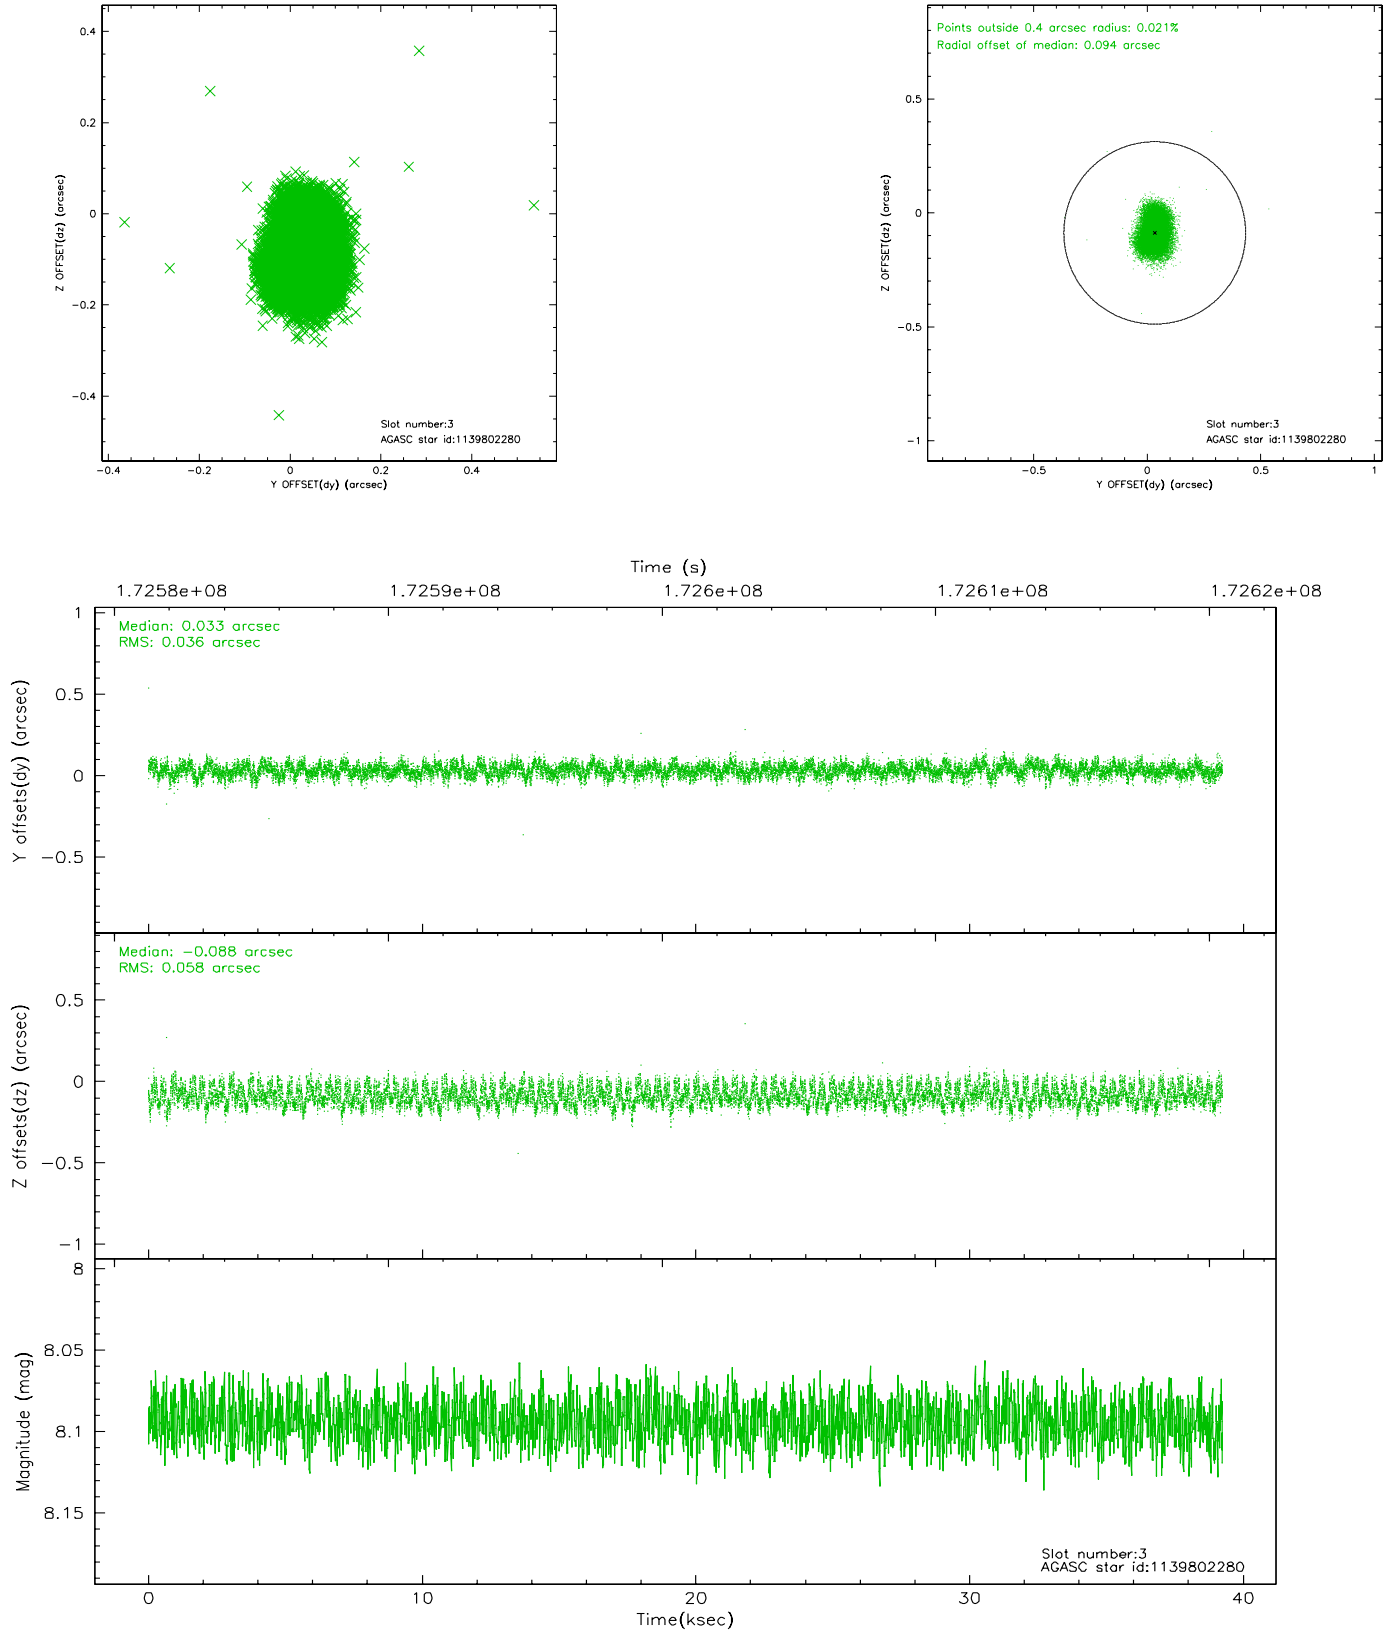 0.4
0.2
0
-0.2
-0.4
Z OFFSET(dz) (arcsec)
Slot number:3
AGASC star id:1139802280
-0.4 -0.2 0 0.2 0.4
Y OFFSET(dy) (arcsec)
Points outside 0.4 arcsec radius: 0.021%
Radial offset of median: 0.094 arcsec
0.5
0
-0.5
-1
Z OFFSET(dz) (arcsec)
Slot number:3
AGASC star id:1139802280
-0.5 0 0.5 1
Y OFFSET(dy) (arcsec)
Time (s)
1.7258e+08 1.7259e+08 1.726e+08 1.7261e+08 1.7262e+08
Median: 0.033 arcsec
RMS: 0.036 arcsec
1
0.5
0
-0.5
Y offsets(dy) (arcsec)
Median: -0.088 arcsec
RMS: 0.058 arcsec
0.5
0
-0.5
-1
Z offsets(dz) (arcsec)
8
8.05
8.1
8.15
Magnitude (mag)
Slot number:3
AGASC star id:1139802280
0 10 20 30 40
Time(ksec)